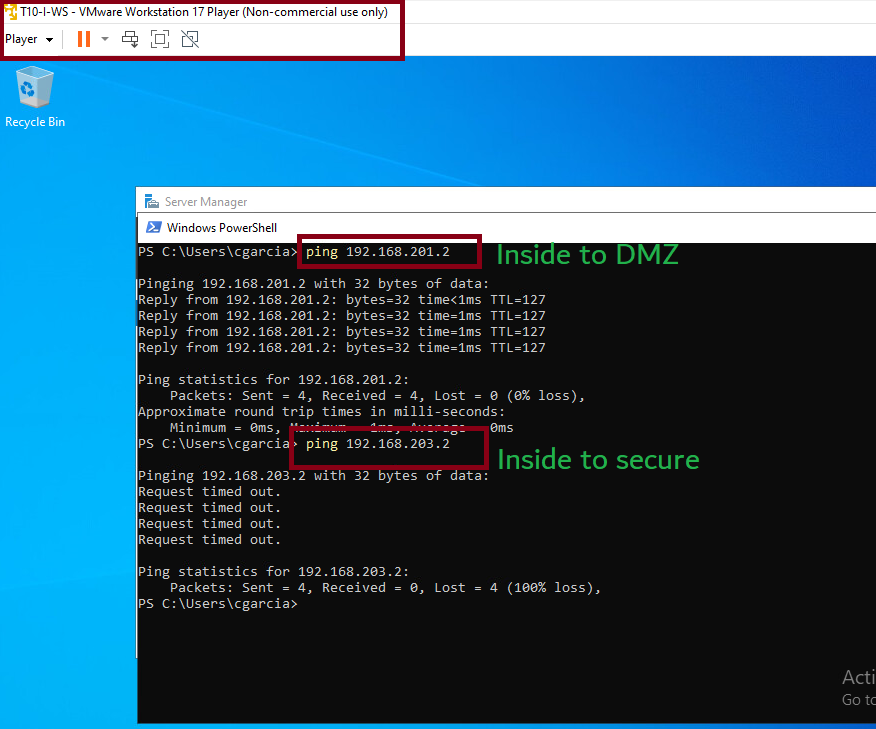 T10-I-WS - VMware Workstation 17 Player (Non-commercial use only)
Player
Recycle Bin
Server Manager
Windows PowerShell
PS C:\Users\cgarcia> ping 192.168.201.2
Inside to DMZ
Pinging 192.168.201.2 with 32 bytes of data:
Reply from 192.168.201.2: bytes=32 time<1ms TTL=127
Reply from 192.168.201.2: bytes=32 time=1ms TTL=127
Reply from 192.168.201.2: bytes=32 time=1ms TTL=127
Reply from 192.168.201.2: bytes=32 time=1ms TTL=127
Ping statistics for 192.168.201.2:
Packets: Sent = 4, Received = 4, Lost = 0 (0% loss),
Approximate round trip times in milli-seconds:
Minimum = 0ms, Maximum = 1ms, Average = 0ms
PS C:\Users\cgarcia> ping 192.168.203.2
Inside to secure
Pinging 192.168.203.2 with 32 bytes of data:
Request timed out.
Request timed out.
Request timed out.
Request timed out.
Ping statistics for 192.168.203.2:
Packets: Sent = 4, Received = 0, Lost = 4 (100% loss),
PS C:\Users\cgarcia>
Acti
Go to